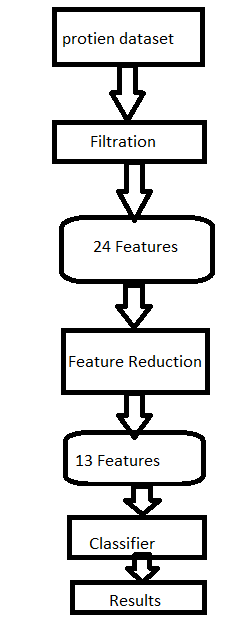 protien dataset
Filtration
24 Features
Feature Reduction
13 Features
Classifier
Results